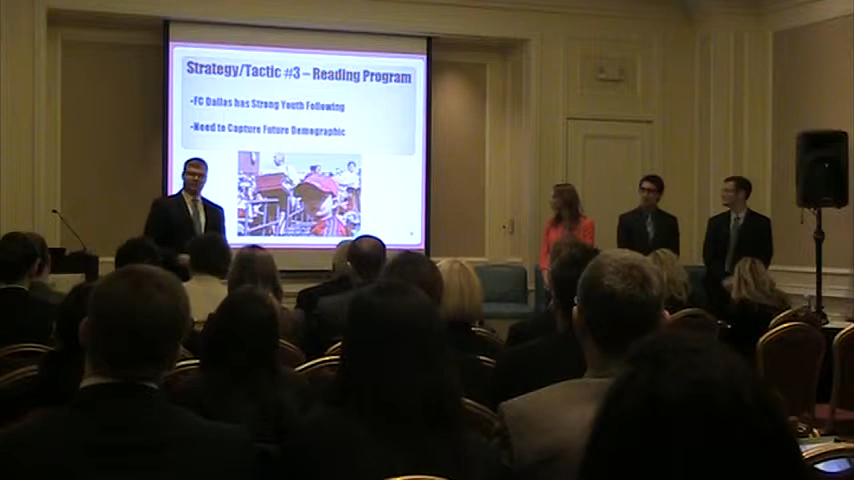 Strategy/Tactic #3 – Reading Program
-FC Dallas has Strong Youth Following
-Need to Capture Future Demographic